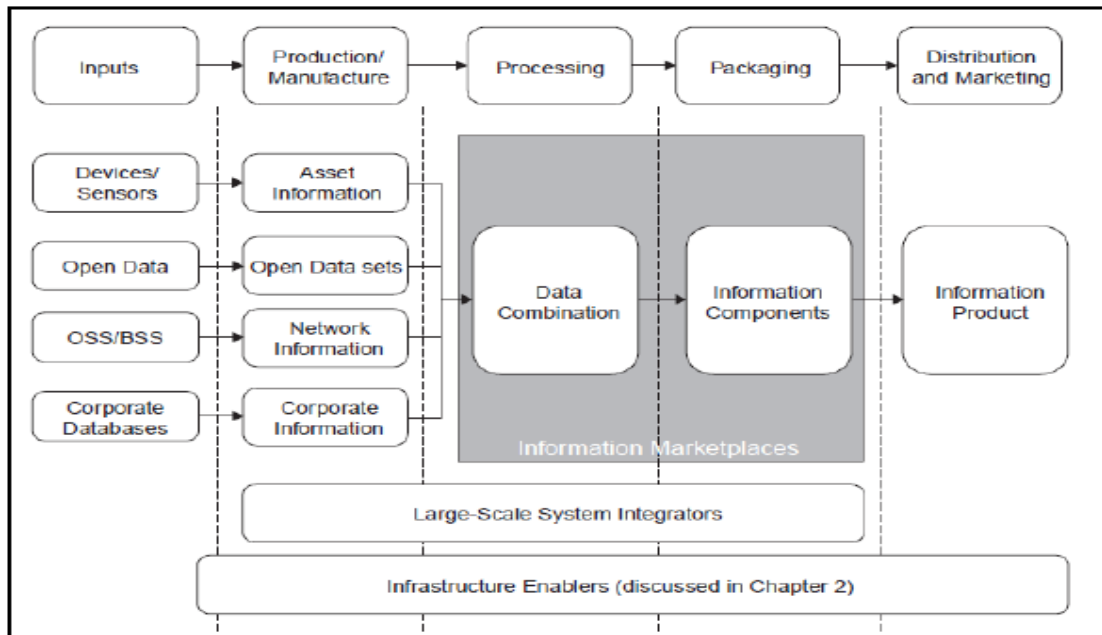 Inputs
Production/
Manufacture
Processing
Packaging
Distribution
and Marketing
Devices/
Sensors
Asset
Information
Open Data
Open Data sets
OSS/BSS
Network
Information
Corporate
Databases
Corporate
Information
Data
Combination
Information
Components
Information
Product
Information Marketplaces
Large-Scale System Integrators
Infrastructure Enablers (discussed in Chapter 2)